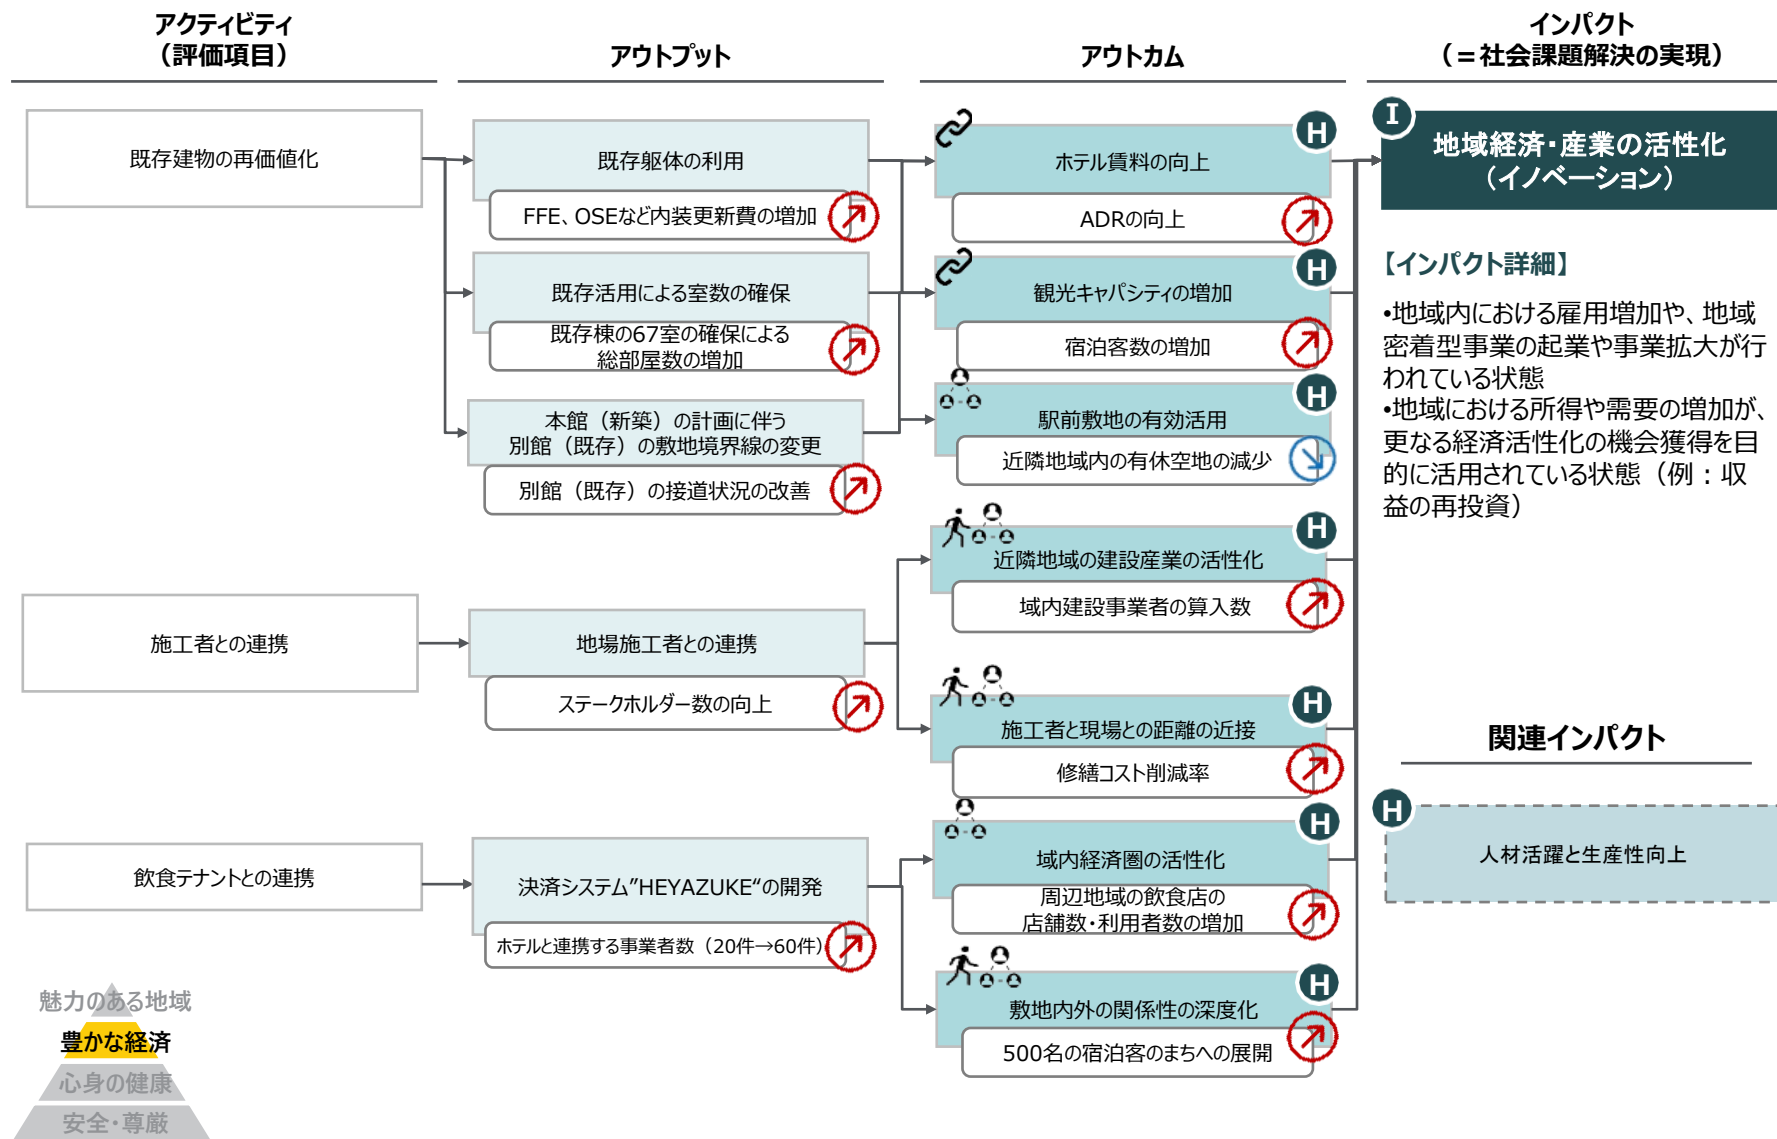 アクティビティ
（評価項目）
アウトプット
アウトカム
インパクト
（＝社会課題解決の実現）
既存建物の再価値化
既存躯体の利用
FFE、OSEなど内装更新費の増加
既存活用による室数の確保
既存棟の67室の確保による
総部屋数の増加
本館（新築）の計画に伴う
別館（既存）の敷地境界線の変更
別館（既存）の接道状況の改善
H
ホテル賃料の向上
ADRの向上
H
観光キャパシティの増加
宿泊客数の増加
H
駅前敷地の有効活用
近隣地域内の有休空地の減少
I
地域経済・産業の活性化
（イノベーション）
【インパクト詳細】
•地域内における雇用増加や、地域
密着型事業の起業や事業拡大が行
われている状態
•地域における所得や需要の増加が、
更なる経済活性化の機会獲得を目
的に活用されている状態（例：収
益の再投資）
施工者との連携
地場施工者との連携
ステークホルダー数の向上
H
近隣地域の建設産業の活性化
域内建設事業者の算入数
H
施工者と現場との距離の近接
修繕コスト削減率
関連インパクト
H
人材活躍と生産性向上
飲食テナントとの連携
決済システム”HEYAZUKE“の開発
ホテルと連携する事業者数（20件→60件）
H
域内経済圏の活性化
周辺地域の飲食店の
店舗数・利用者数の増加
H
敷地内外の関係性の深度化
500名の宿泊客のまちへの展開
魅力のある地域
豊かな経済
心身の健康
安全・尊厳